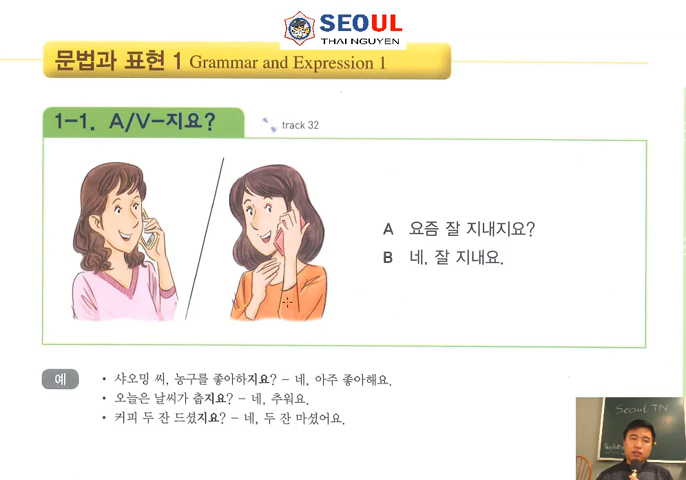 SEOUL
THAI NGUYEN
문법과 표현 1 Grammar and Expression 1
1-1. A/V-지요?
track 32
A 요즘 잘 지내지요?
B 네, 잘 지내요.
예
• 샤오밍 씨, 농구를 좋아하지요? – 네, 아주 좋아해요.
• 오늘은 날씨가 춥지요? – 네, 추워요.
• 커피 두 잔 드셨지요? – 네, 두 잔 마셨어요.
Seoul TN